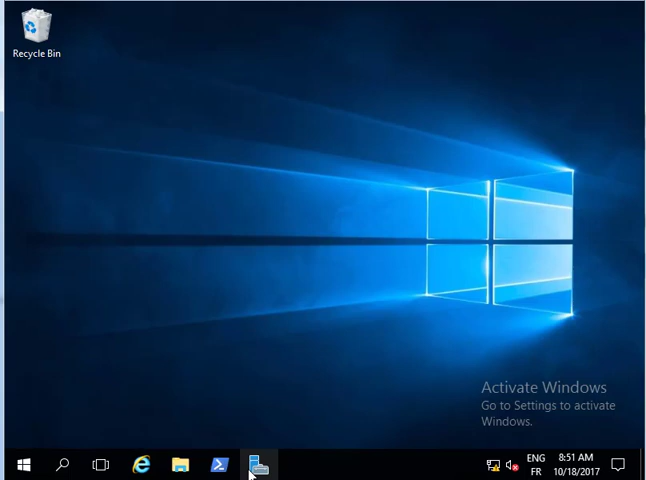 Recycle Bin
Activate Windows
Go to Settings to activate
Windows.
ENG
FR
8:51 AM
10/18/2017